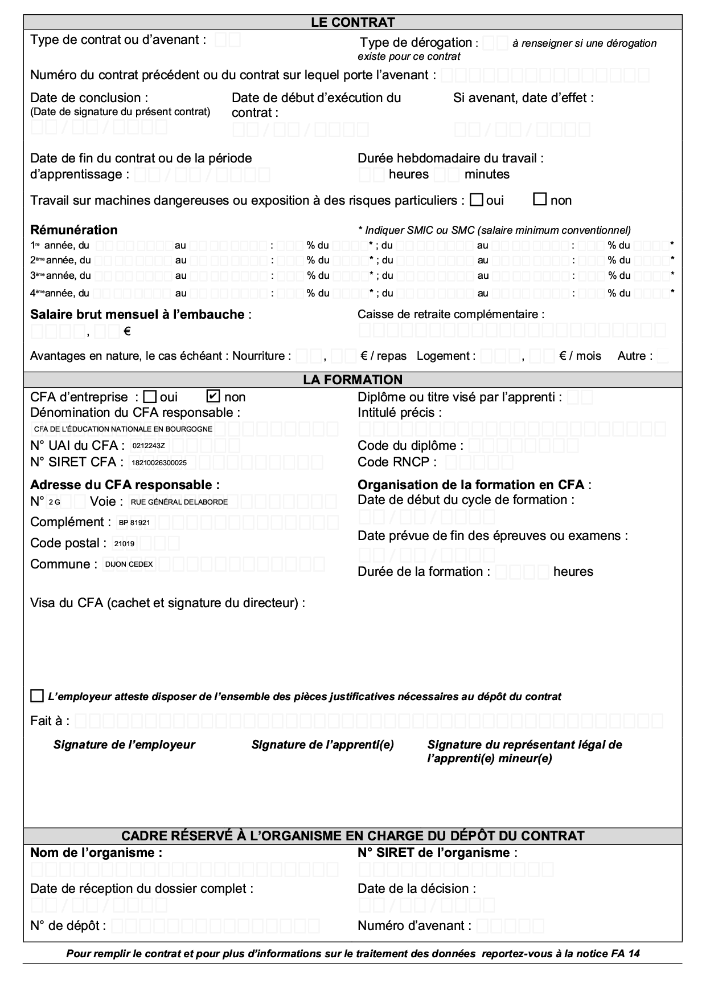 LE CONTRAT
Type de contrat ou d’avenant :
Type de dérogation : à renseigner si une dérogation
existe pour ce contrat
Numéro du contrat précédent ou du contrat sur lequel porte l’avenant :
Date de conclusion :
(Date de signature du présent contrat)
/ /
Date de début d’exécution du
contrat :
/ /
Si avenant, date d’effet :
/ /
Date de fin du contrat ou de la période
d’apprentissage : / /
Durée hebdomadaire du travail :
heures minutes
Travail sur machines dangereuses ou exposition à des risques particuliers : oui non
Rémunération
* Indiquer SMIC ou SMC (salaire minimum conventionnel)
1re année, du au : % du * ; du au : % du *
2ème année, du au : % du * ; du au : % du *
3ème année, du au : % du * ; du au : % du *
4ème année, du au : % du * ; du au : % du *
Salaire brut mensuel à l’embauche :
, €
Caisse de retraite complémentaire :
Avantages en nature, le cas échéant : Nourriture : , € / repas Logement : , € / mois Autre :
LA FORMATION
CFA d’entreprise : oui ✔ non
Dénomination du CFA responsable :
CFA DE L'ÉDUCATION NATIONALE EN BOURGOGNE
N° UAI du CFA : 0212243Z
N° SIRET CFA : 18210026300025
Adresse du CFA responsable :
N° 2 G Voie : RUE GÉNÉRAL DELABORDE
Complément : BP 81921
Code postal : 21019
Commune : DIJON CEDEX
Diplôme ou titre visé par l’apprenti :
Intitulé précis :
Code du diplôme :
Code RNCP :
Organisation de la formation en CFA :
Date de début du cycle de formation :
/ /
Date prévue de fin des épreuves ou examens :
/ /
Durée de la formation : heures
Visa du CFA (cachet et signature du directeur) :
L’employeur atteste disposer de l’ensemble des pièces justificatives nécessaires au dépôt du contrat
Fait à :
Signature de l’employeur
Signature de l’apprenti(e)
Signature du représentant légal de
l’apprenti(e) mineur(e)
CADRE RÉSERVÉ À L’ORGANISME EN CHARGE DU DÉPÔT DU CONTRAT
Nom de l’organisme :
N° SIRET de l’organisme :
Date de réception du dossier complet :
/ /
Date de la décision :
/ /
N° de dépôt :
Numéro d’avenant :
Pour remplir le contrat et pour plus d’informations sur le traitement des données reportez-vous à la notice FA 14